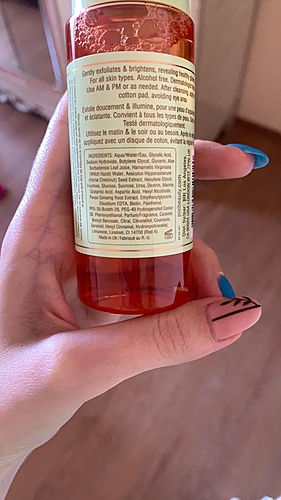 Gently exfoliates & brightens, revealing healthy
For all skin types. Alcohol free.
Use AM & PM or as needed. After cleansing,
cotton pad, avoiding eye area.
Exfolie doucement & illumine, pour une peau d'
et éclatante. Convient à tous les types de peau.
Testé dermatologiquement.
Utilisez le matin & le soir ou au besoin. Après le
appliquez avec un disque de coton, évitant la
INGREDIENTS: Aqua/Water/Eau, Glycolic Acid,
Sodium Hydroxide, Butylene Glycol, Glycerin, Aloe
Barbadensis Leaf Juice, Hamamelis Virginiana
(Witch Hazel) Water, Aesculus Hippocastanum
(Horse Chestnut) Seed Extract, Hexylene Glycol,
Fructose, Glucose, Sucrose, Urea, Dextrin, Alanine,
Glutamic Acid, Aspartic Acid, Hexyl Nicotinate,
Panax Ginseng Root Extract, Ethylhexylglycerin,
Disodium EDTA, Biotin, Panthenol,
PPG-26-Buteth-26, PEG-40 Hydrogenated Castor
Oil, Phenoxyethanol, Parfum/Fragrance, Caramel,
Benzyl Benzoate, Citral, Citronellol, Coumarin,
Geraniol, Hexyl Cinnamal, Hydroxycitronellal,
Limonene, Linalool, CI 14700 (Red 4).
Made in UK / Fabriqué au R. U.
pixibeauty.com